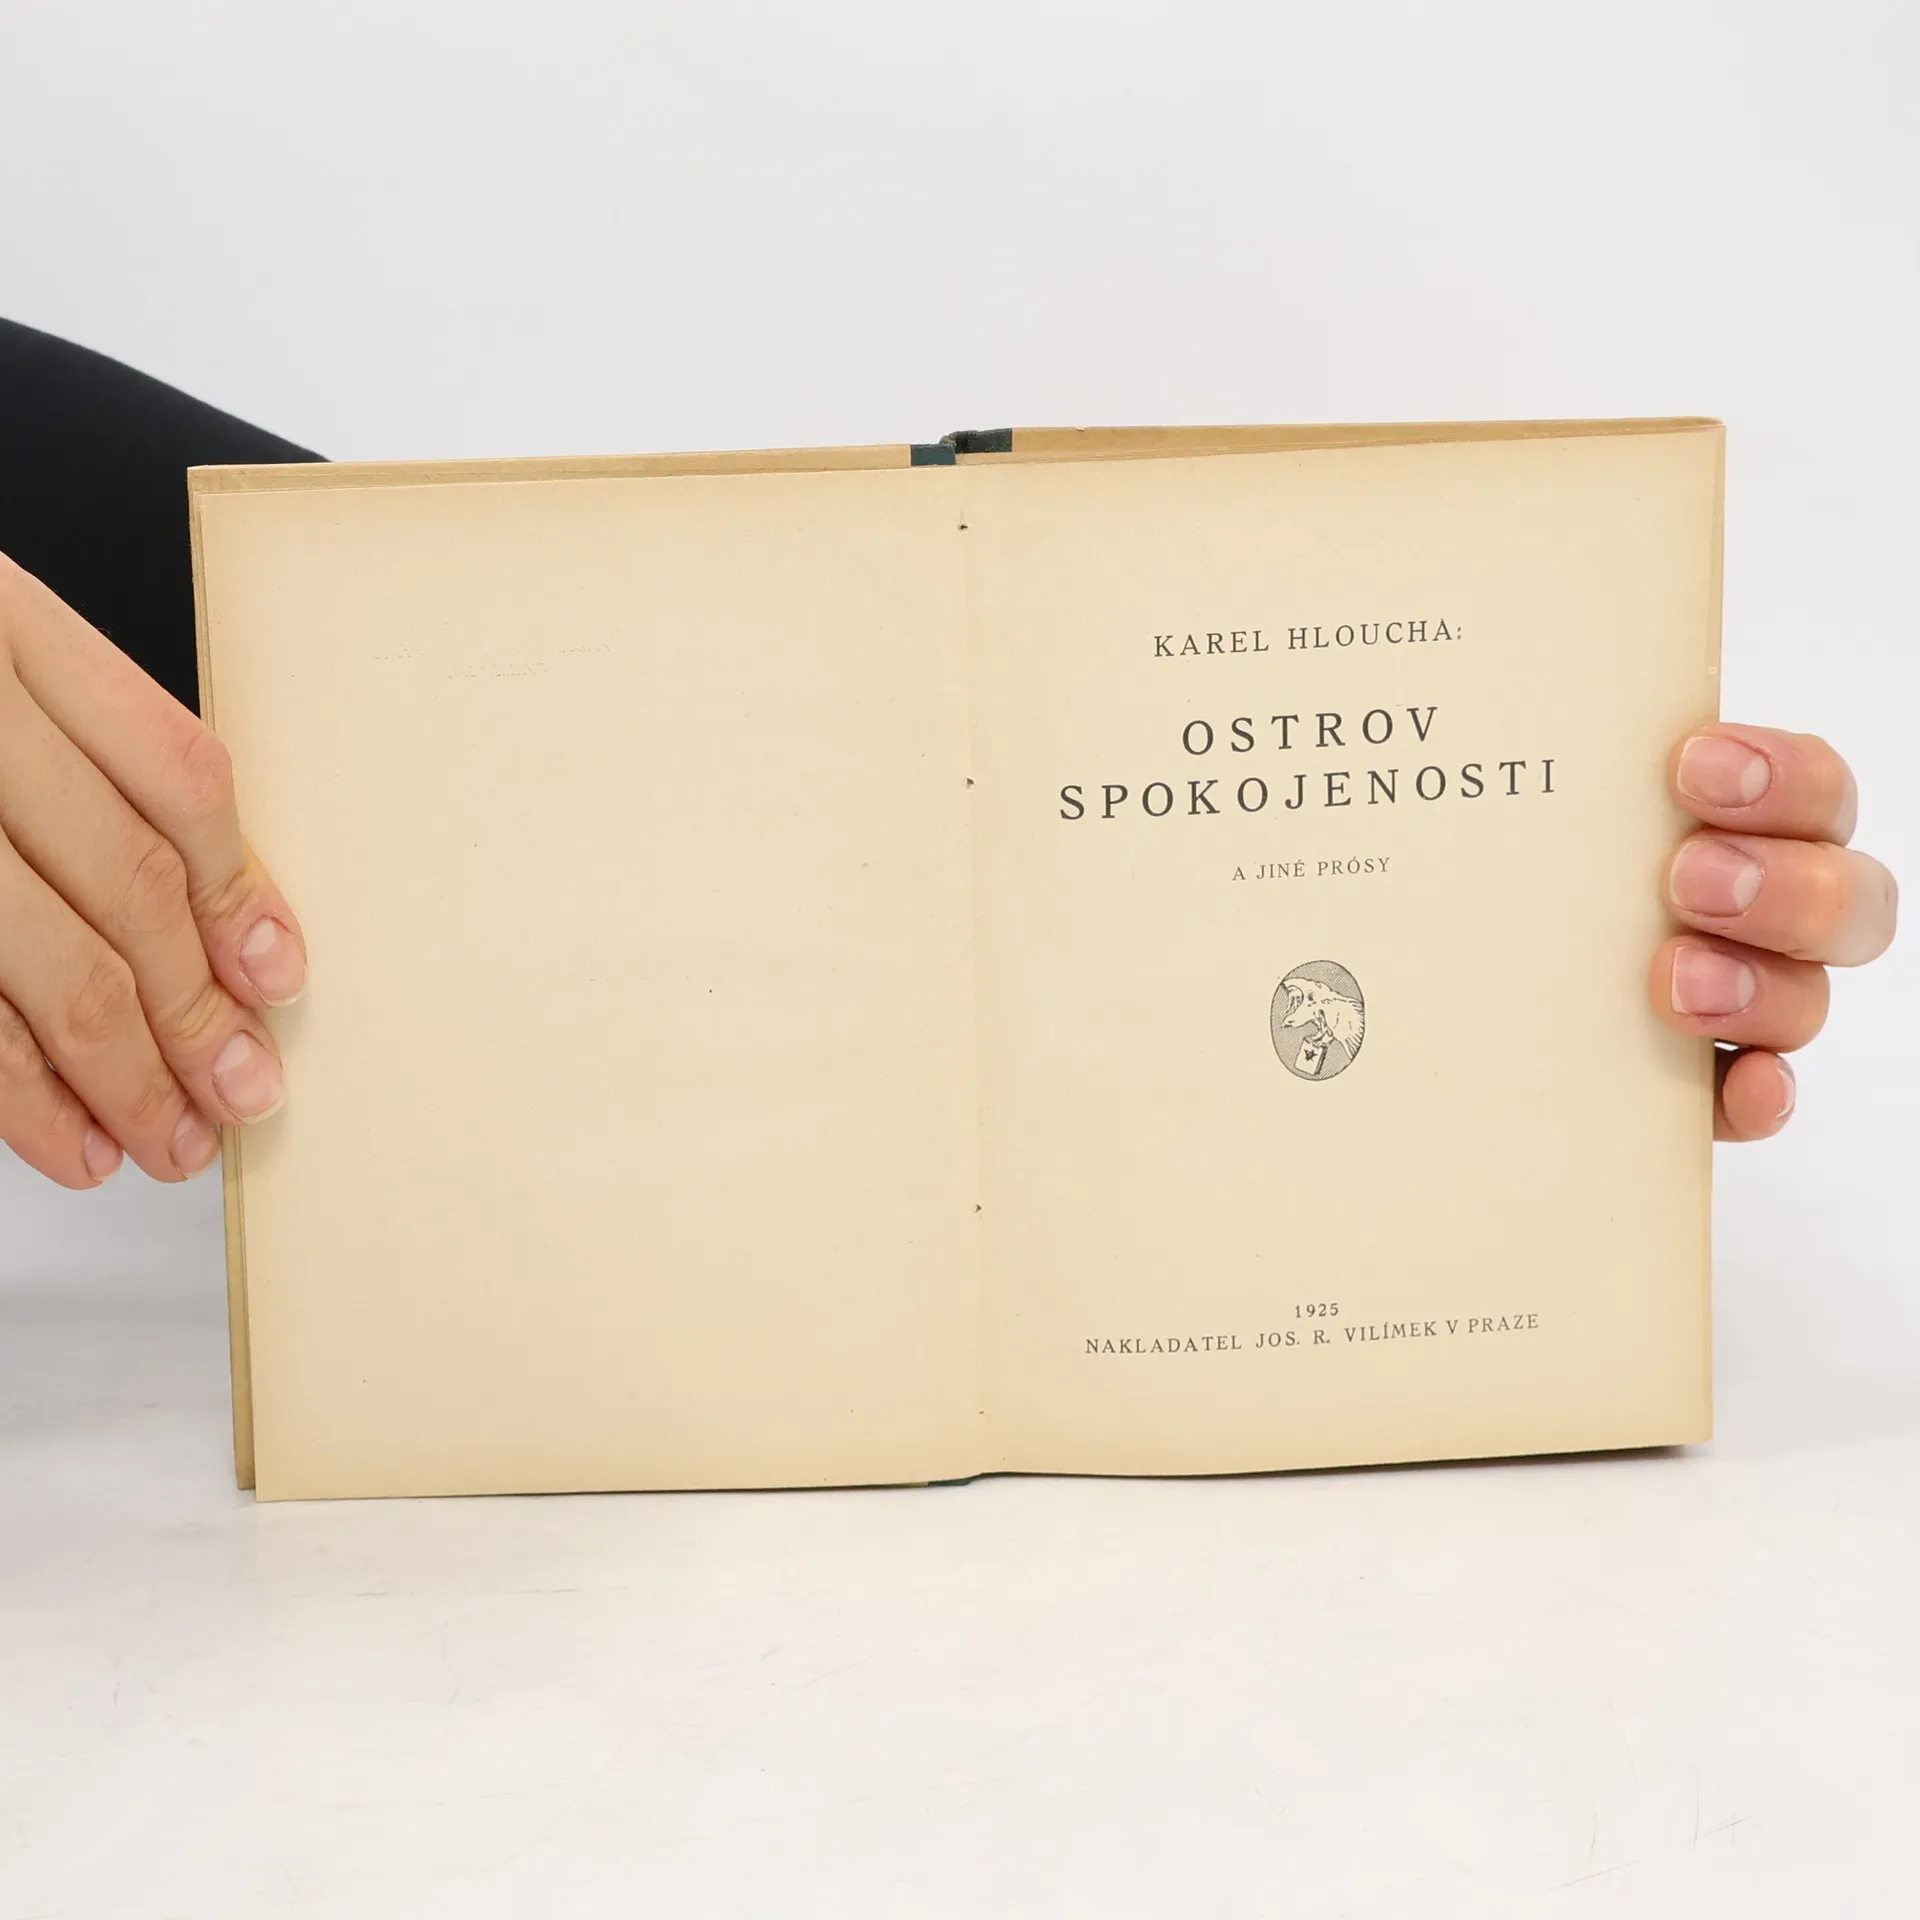 KAREL HLOUCHA:
OSTROV
SPOKOJENOSTI
A JINÉ PRÓSY
1925
NAKLADATEL JOS. R. VILÍMEK V PRAZE